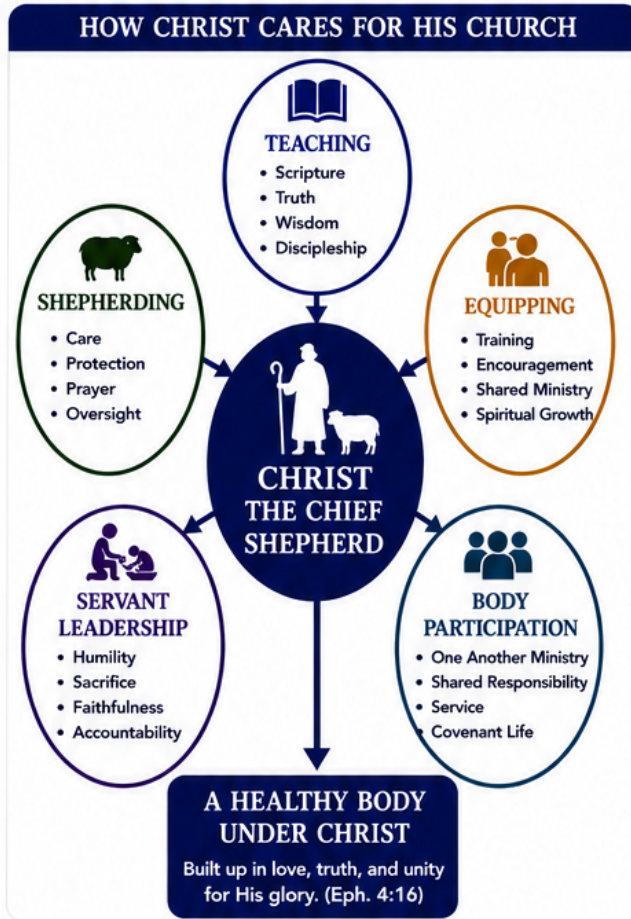 HOW CHRIST CARES FOR HIS CHURCH
TEACHING
• Scripture
• Truth
• Wisdom
• Discipleship
SHEPHERDING
• Care
• Protection
• Prayer
• Oversight
EQUIPPING
• Training
• Encouragement
• Shared Ministry
• Spiritual Growth
CHRIST
THE CHIEF
SHEPHERD
SERVANT
LEADERSHIP
• Humility
• Sacrifice
• Faithfulness
• Accountability
BODY
PARTICIPATION
• One Another Ministry
• Shared Responsibility
• Service
• Covenant Life
A HEALTHY BODY
UNDER CHRIST
Built up in love, truth, and unity
for His glory. (Eph. 4:16)